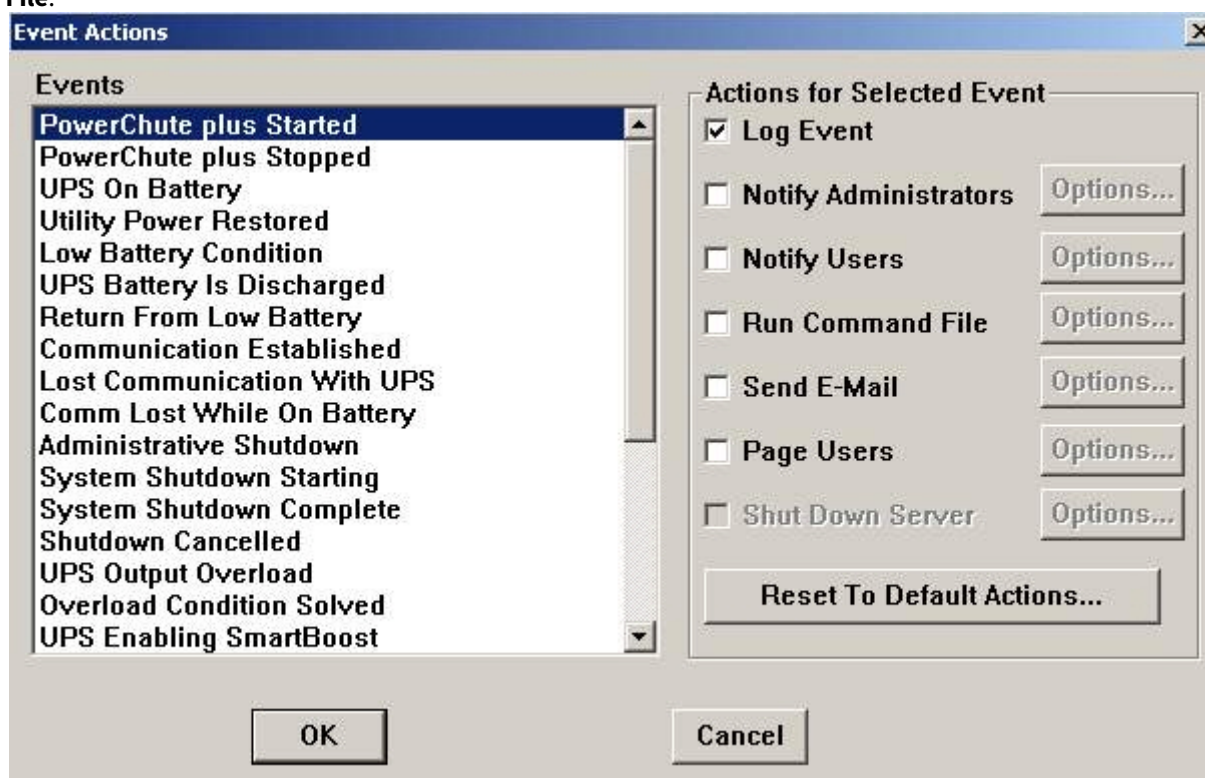 File.
Event Actions
Events
PowerChute plus Started
PowerChute plus Stopped
UPS On Battery
Utility Power Restored
Low Battery Condition
UPS Battery Is Discharged
Return From Low Battery
Communication Established
Lost Communication With UPS
Comm Lost While On Battery
Administrative Shutdown
System Shutdown Starting
System Shutdown Complete
Shutdown Cancelled
UPS Output Overload
Overload Condition Solved
UPS Enabling SmartBoost
Actions for Selected Event
Log Event
Notify Administrators Options...
Notify Users Options...
Run Command File Options...
Send E-Mail Options...
Page Users Options...
Shut Down Server Options...
Reset To Default Actions...
OK Cancel